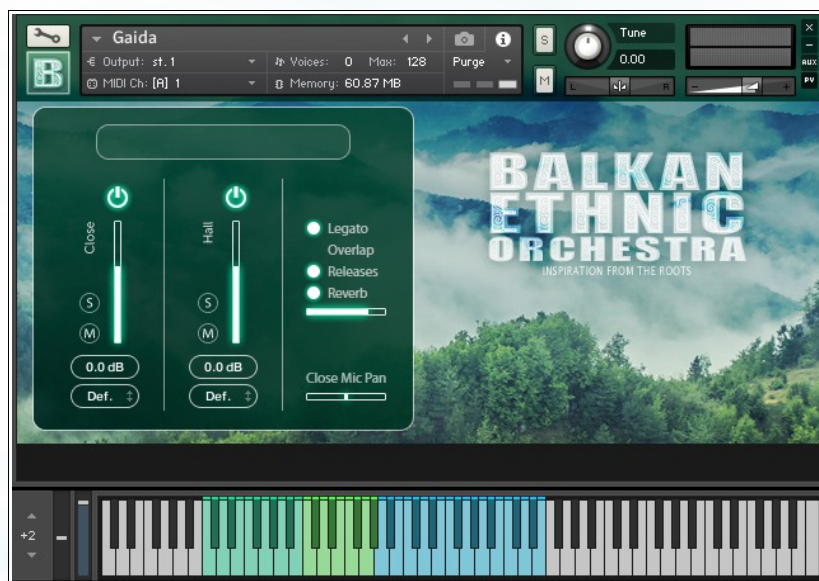 Gaida
Output: st. 1
Voices: 0 Max: 128
Purge
MIDI Ch: [A] 1
Memory: 60.87 MB
S
M
Tune
0.00
L
R
- +
×
-
AUX
PV
B
Close
Hall
S
M
S
M
0.0 dB
0.0 dB
Def.
Def.
Legato
Overlap
Releases
Reverb
Close Mic Pan
BALKAN
ETHNIC
ORCHESTRA
INSPIRATION FROM THE ROOTS
+2